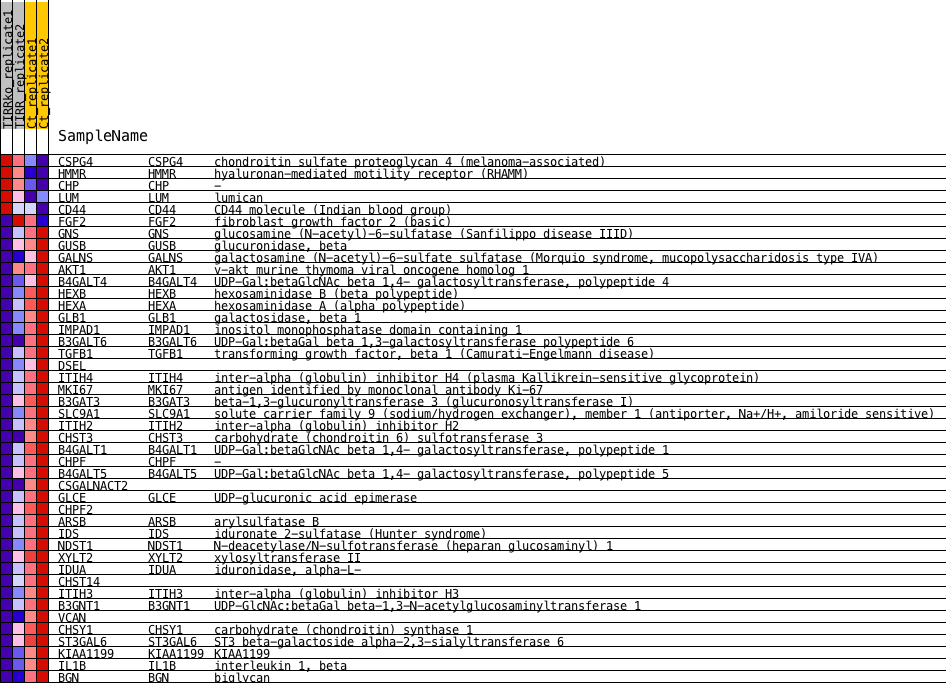 TIRRko_replicate1
TIRR_replicate2
Ct_replicate1
Ct_replicate2
SampleName
CSPG4 CSPG4 chondroitin sulfate proteoglycan 4 (melanoma-associated)
HMMR HMMR hyaluronan-mediated motility receptor (RHAMM)
CHP CHP –
LUM LUM lumican
CD44 CD44 CD44 molecule (Indian blood group)
FGF2 FGF2 fibroblast growth factor 2 (basic)
GNS GNS glucosamine (N-acetyl)-6-sulfatase (Sanfilippo disease IIID)
GUSB GUSB glucuronidase, beta
GALNS GALNS galactosamine (N-acetyl)-6-sulfate sulfatase (Morquio syndrome, mucopolysaccharidosis type IVA)
AKT1 AKT1 v-akt murine thymoma viral oncogene homolog 1
B4GALT4 B4GALT4 UDP-Gal:betaGlcNAc beta 1,4- galactosyltransferase, polypeptide 4
HEXB HEXB hexosaminidase B (beta polypeptide)
HEXA HEXA hexosaminidase A (alpha polypeptide)
GLB1 GLB1 galactosidase, beta 1
IMPAD1 IMPAD1 inositol monophosphatase domain containing 1
B3GALT6 B3GALT6 UDP-Gal:betaGal beta 1,3-galactosyltransferase polypeptide 6
TGFB1 TGFB1 transforming growth factor, beta 1 (Camurati-Engelmann disease)
DSEL
ITIH4 ITIH4 inter-alpha (globulin) inhibitor H4 (plasma Kallikrein-sensitive glycoprotein)
MKI67 MKI67 antigen identified by monoclonal antibody Ki-67
B3GAT3 B3GAT3 beta-1,3-glucuronyltransferase 3 (glucuronosyltransferase I)
SLC9A1 SLC9A1 solute carrier family 9 (sodium/hydrogen exchanger), member 1 (antiporter, Na+/H+, amiloride sensitive)
ITIH2 ITIH2 inter-alpha (globulin) inhibitor H2
CHST3 CHST3 carbohydrate (chondroitin 6) sulfotransferase 3
B4GALT1 B4GALT1 UDP-Gal:betaGlcNAc beta 1,4- galactosyltransferase, polypeptide 1
CHPF CHPF –
B4GALT5 B4GALT5 UDP-Gal:betaGlcNAc beta 1,4- galactosyltransferase, polypeptide 5
CSGALNACT2
GLCE GLCE UDP-glucuronic acid epimerase
CHPF2
ARSB ARSB arylsulfatase B
IDS IDS iduronate 2-sulfatase (Hunter syndrome)
NDST1 NDST1 N-deacetylase/N-sulfotransferase (heparan glucosaminyl) 1
XYLT2 XYLT2 xylosyltransferase II
IDUA IDUA iduronidase, alpha-L-
CHST14
ITIH3 ITIH3 inter-alpha (globulin) inhibitor H3
B3GNT1 B3GNT1 UDP-GlcNAc:betaGal beta-1,3-N-acetylglucosaminyltransferase 1
VCAN
CHSY1 CHSY1 carbohydrate (chondroitin) synthase 1
ST3GAL6 ST3GAL6 ST3 beta-galactoside alpha-2,3-sialyltransferase 6
KIAA1199 KIAA1199 KIAA1199
IL1B IL1B interleukin 1, beta
BGN BGN biglycan